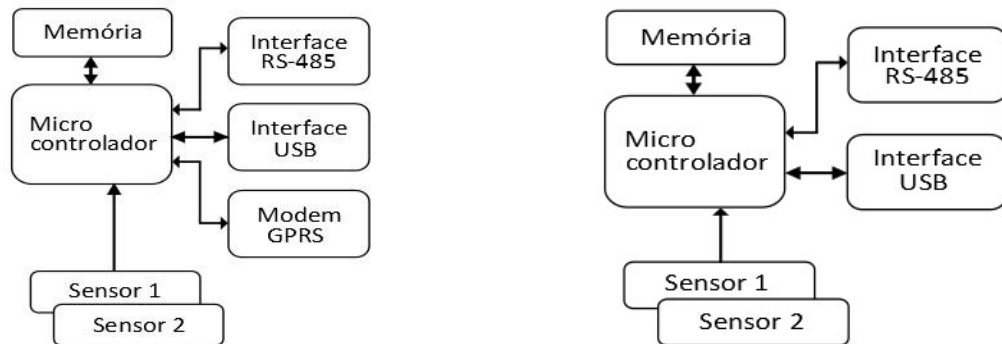 Memória
Interface
RS-485
Micro
controlador
Interface
USB
Modem
GPRS
Sensor 1
Sensor 2
Memória
Interface
RS-485
Micro
controlador
Interface
USB
Sensor 1
Sensor 2